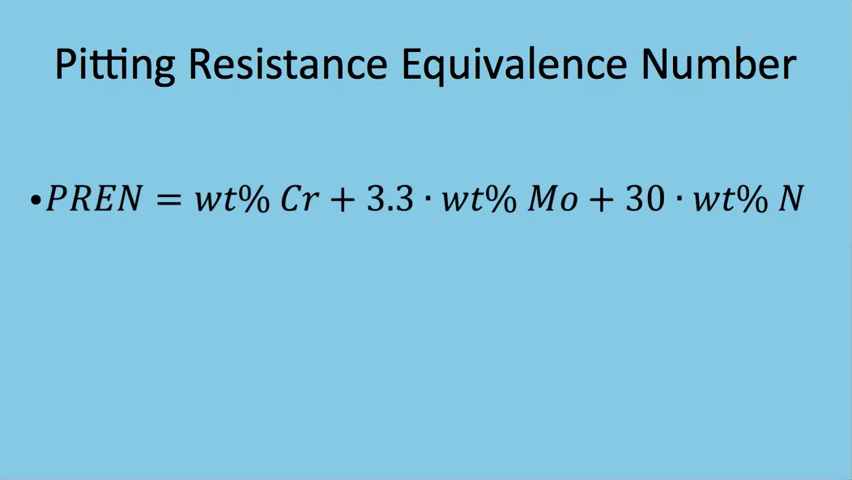 Pitting Resistance Equivalence Number
•PREN = wt% Cr + 3.3 · wt% Mo + 30 · wt% N